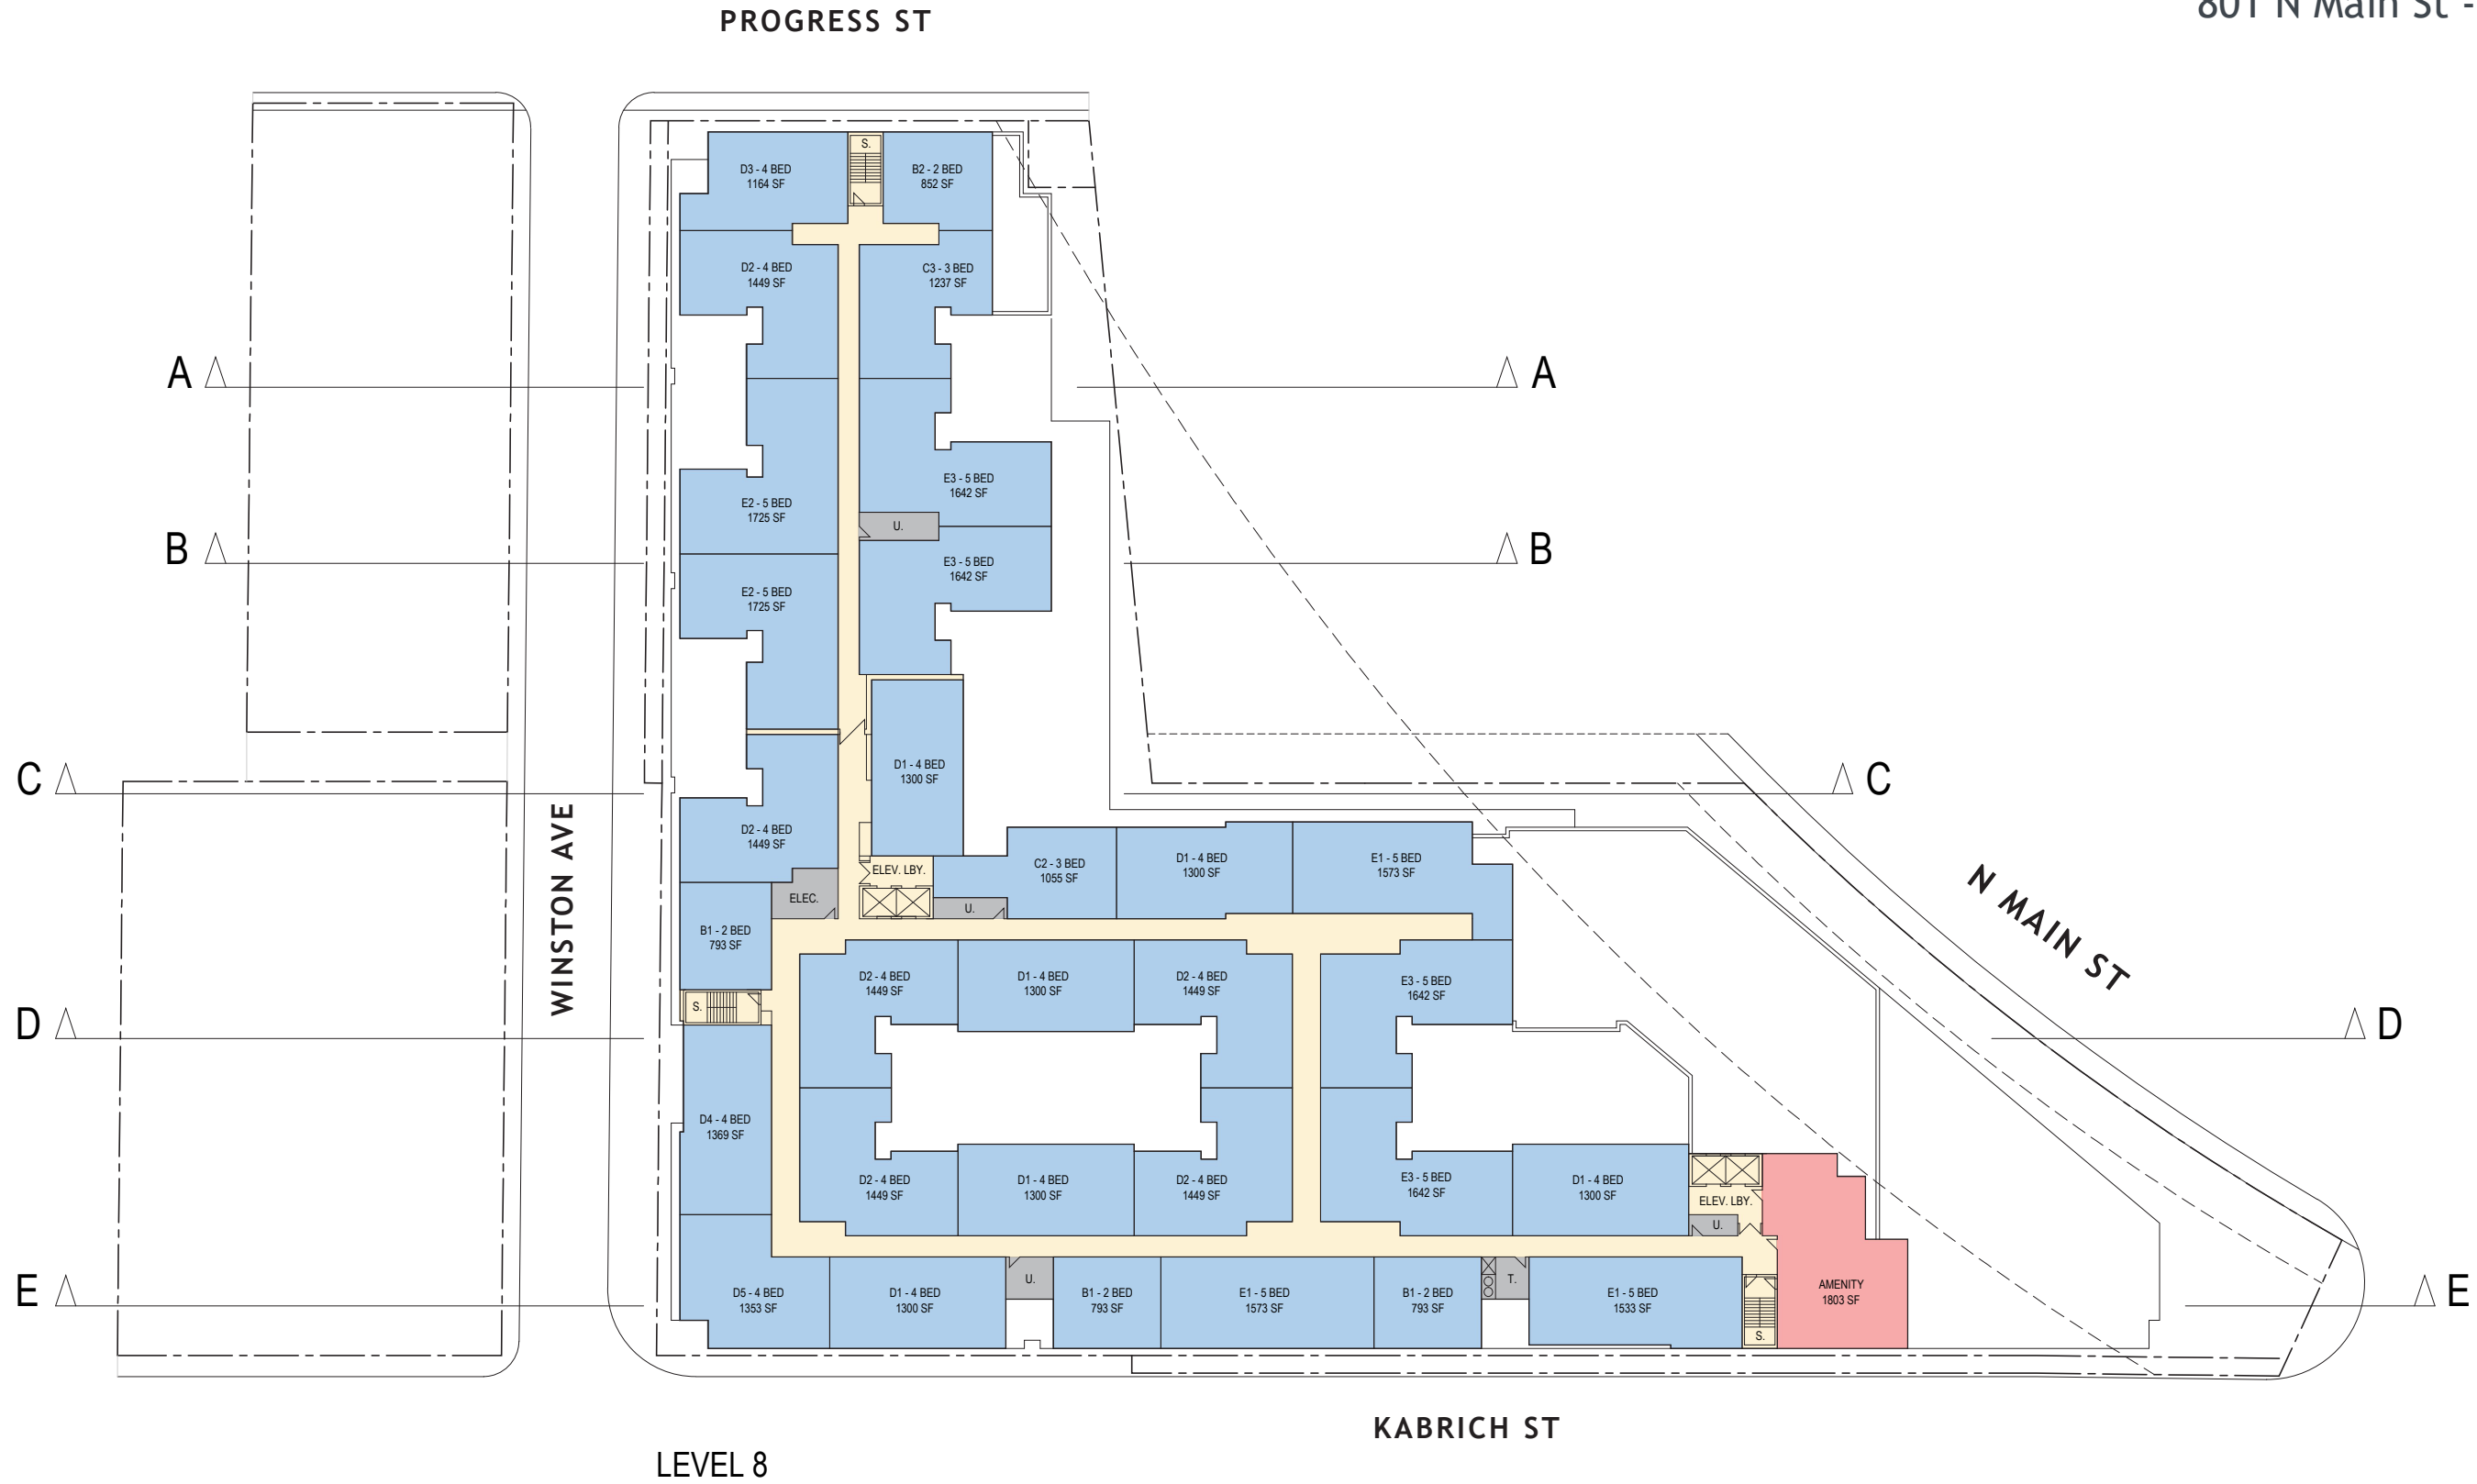 PROGRESS ST
801 N Main St -
S.
D3 - 4 BED
1164 SF
B2 - 2 BED
852 SF
D2 - 4 BED
1449 SF
C3 - 3 BED
1237 SF
A
A
E3 - 5 BED
1642 SF
E2 - 5 BED
1725 SF
U.
B
B
E3 - 5 BED
1642 SF
E2 - 5 BED
1725 SF
C
C
D1 - 4 BED
1300 SF
WINSTON AVE
D2 - 4 BED
1449 SF
ELEV. LBY.
C2 - 3 BED
1055 SF
D1 - 4 BED
1300 SF
E1 - 5 BED
1573 SF
ELEC.
U.
N MAIN ST
B1 - 2 BED
793 SF
D2 - 4 BED
1449 SF
D1 - 4 BED
1300 SF
D2 - 4 BED
1449 SF
E3 - 5 BED
1642 SF
S.
D
D
D4 - 4 BED
1369 SF
D2 - 4 BED
1449 SF
D1 - 4 BED
1300 SF
D2 - 4 BED
1449 SF
E3 - 5 BED
1642 SF
D1 - 4 BED
1300 SF
ELEV. LBY.
U.
E
E
D5 - 4 BED
1353 SF
D1 - 4 BED
1300 SF
U.
B1 - 2 BED
793 SF
E1 - 5 BED
1573 SF
B1 - 2 BED
793 SF
T.
E1 - 5 BED
1533 SF
AMENITY
1803 SF
S.
KABRICH ST
LEVEL 8